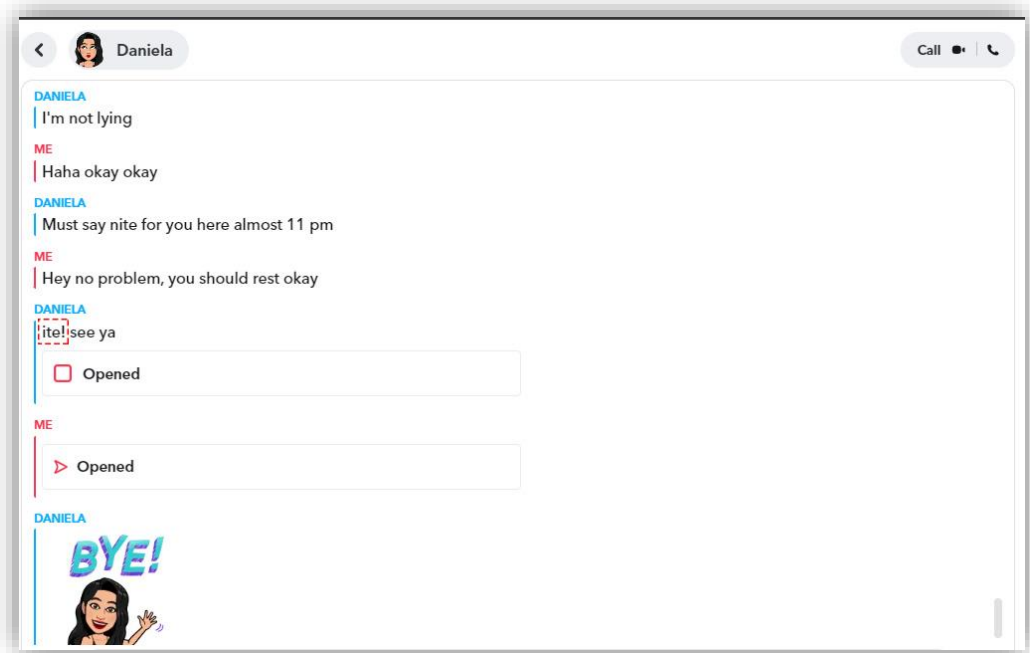 Daniela
Call
DANIELA
I'm not lying
ME
Haha okay okay
DANIELA
Must say nite for you here almost 11 pm
ME
Hey no problem, you should rest okay
DANIELA
ite! see ya
Opened
ME
Opened
DANIELA
BYE!